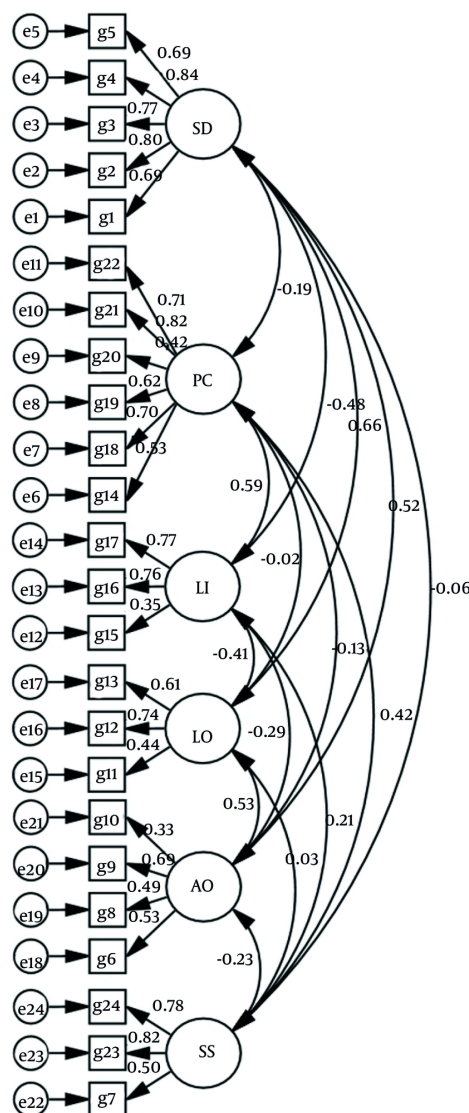 e5 g5
0.69
e4 g4
0.84
0.77
e3 g3 SD
0.80
e2 g2
0.69
e1 g1
e11 g22
-0.19
0.71
e10 g21
0.82
0.42
e9 g20
PC
0.62
e8 g19
0.70
-0.48
0.66
e7 g18
0.53
0.59
e6 g14
0.52
e14 g17
0.77
-0.02
0.76
e13 g16 LI
-0.06
0.35
e12 g15
-0.41
-0.13
e17 g13
0.61
0.74
e16 g12 LO
-0.29
0.42
0.44
e15 g11
0.53
0.21
e21 g10
0.33
0.69
0.03
e20 g9
0.49
AO
e19 g8
0.53
e18 g6
-0.23
e24 g24
0.78
0.82
e23 g23 SS
0.50
e22 g7